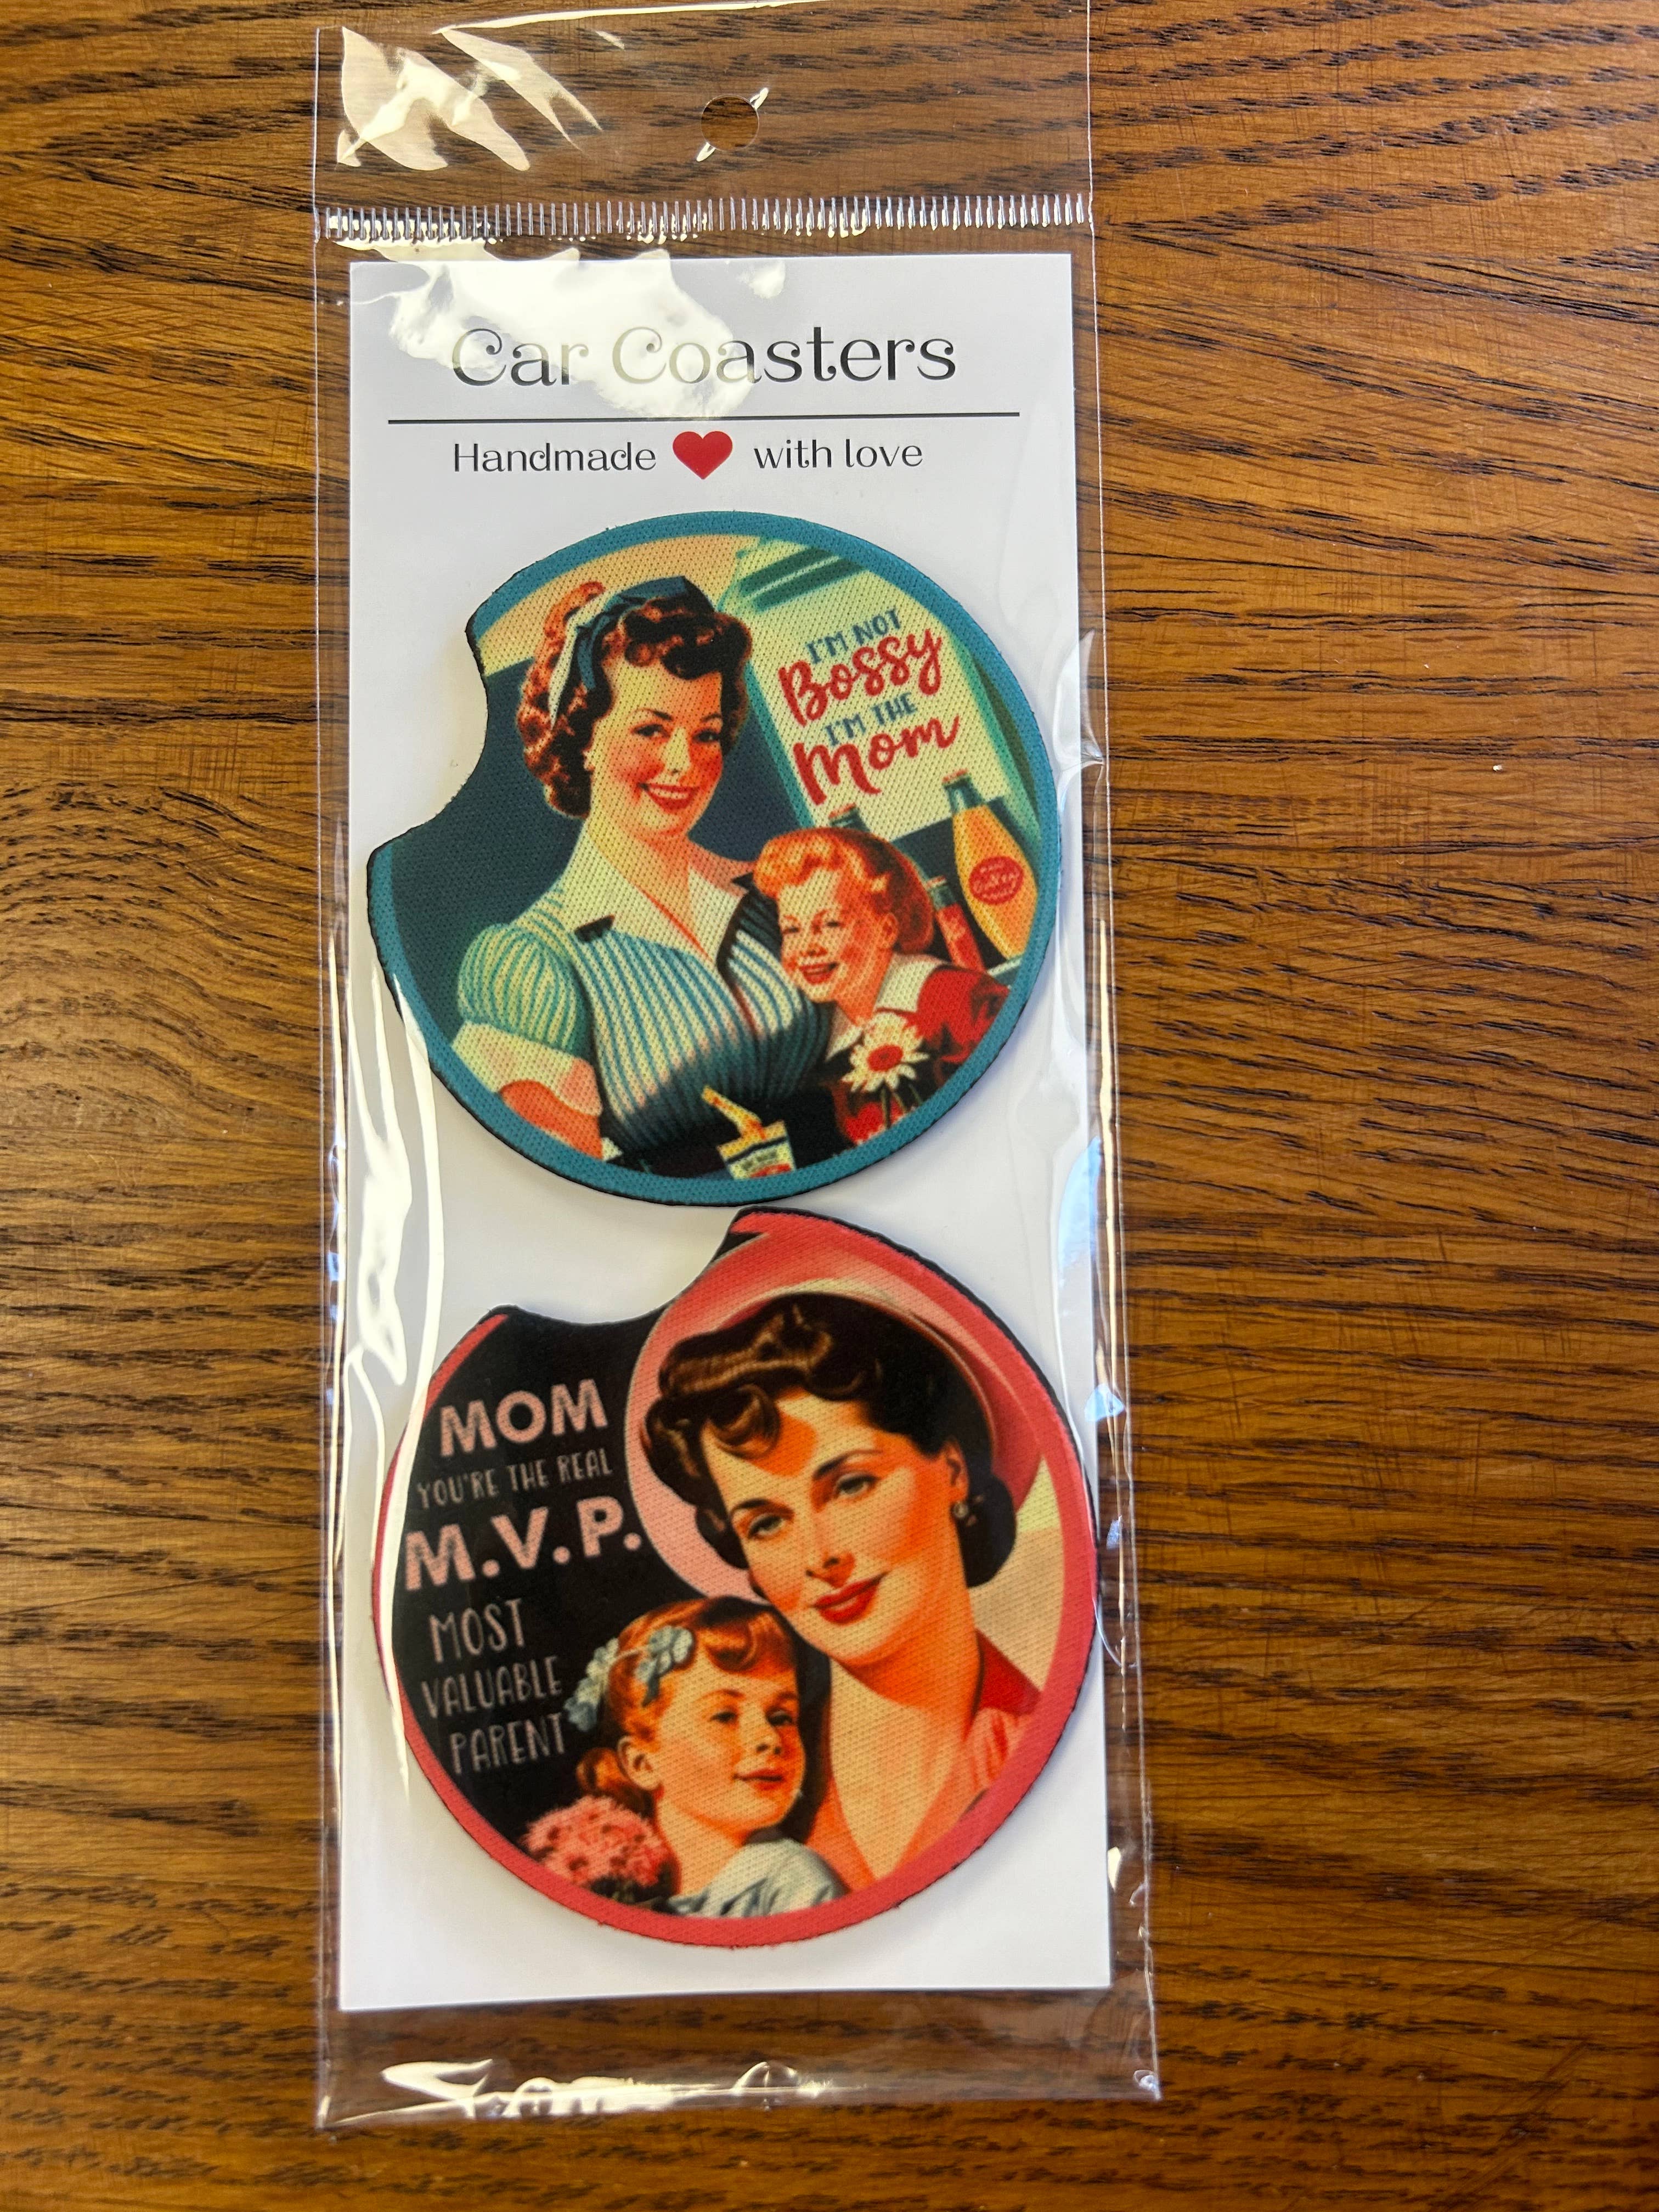 Car Coasters
Handmade with love
I'M NOT
Bossy
I'M THE
Mom
MOM
YOU'RE THE REAL
M.V.P.
MOST
VALUABLE
PARENT